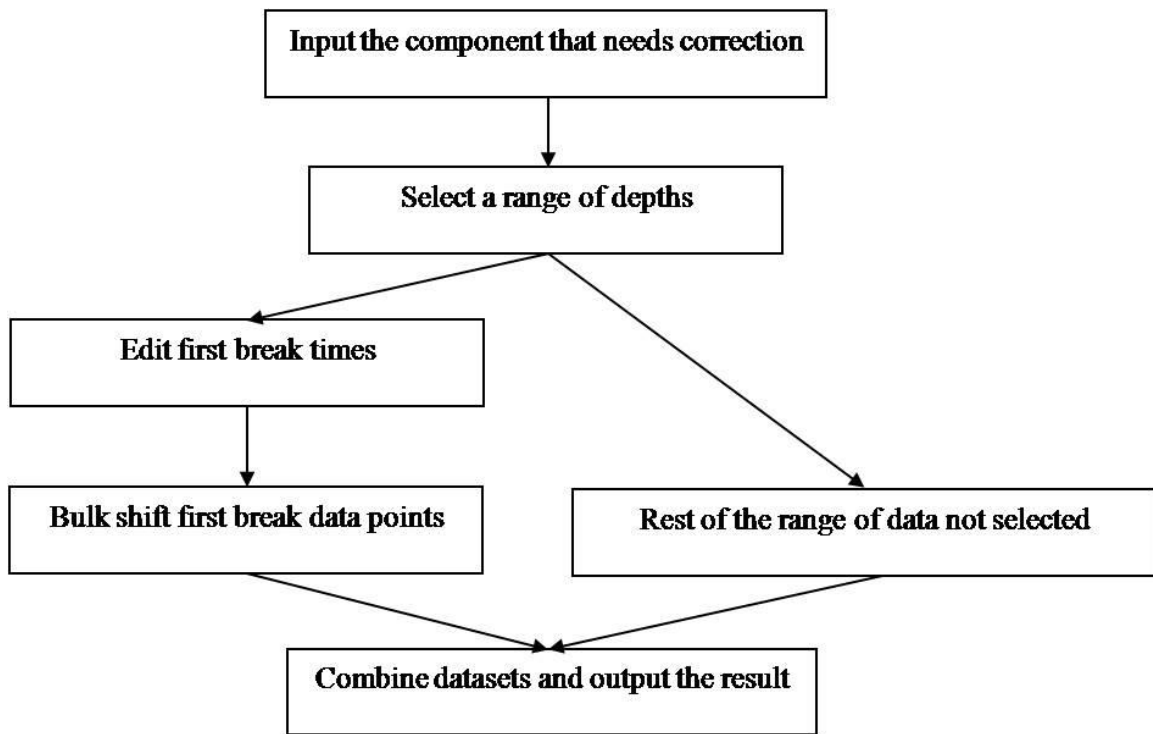 Input the component that needs correction
Select a range of depths
Edit first break times
Bulk shift first break data points
Rest of the range of data not selected
Combine datasets and output the result